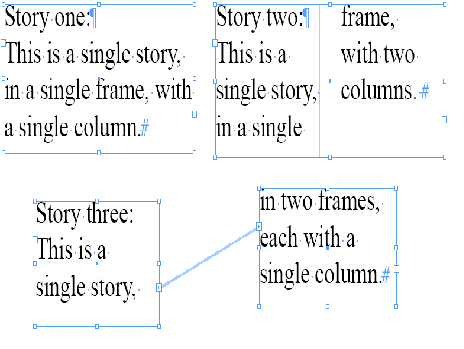 Story one:¶
This is a single story,
in a single frame, with
a single column.#
Story two:¶
This is a
single story,
in a single
frame,
with two
columns. #
Story three:
This is a
single story,
in two frames,
each with a
single column.#